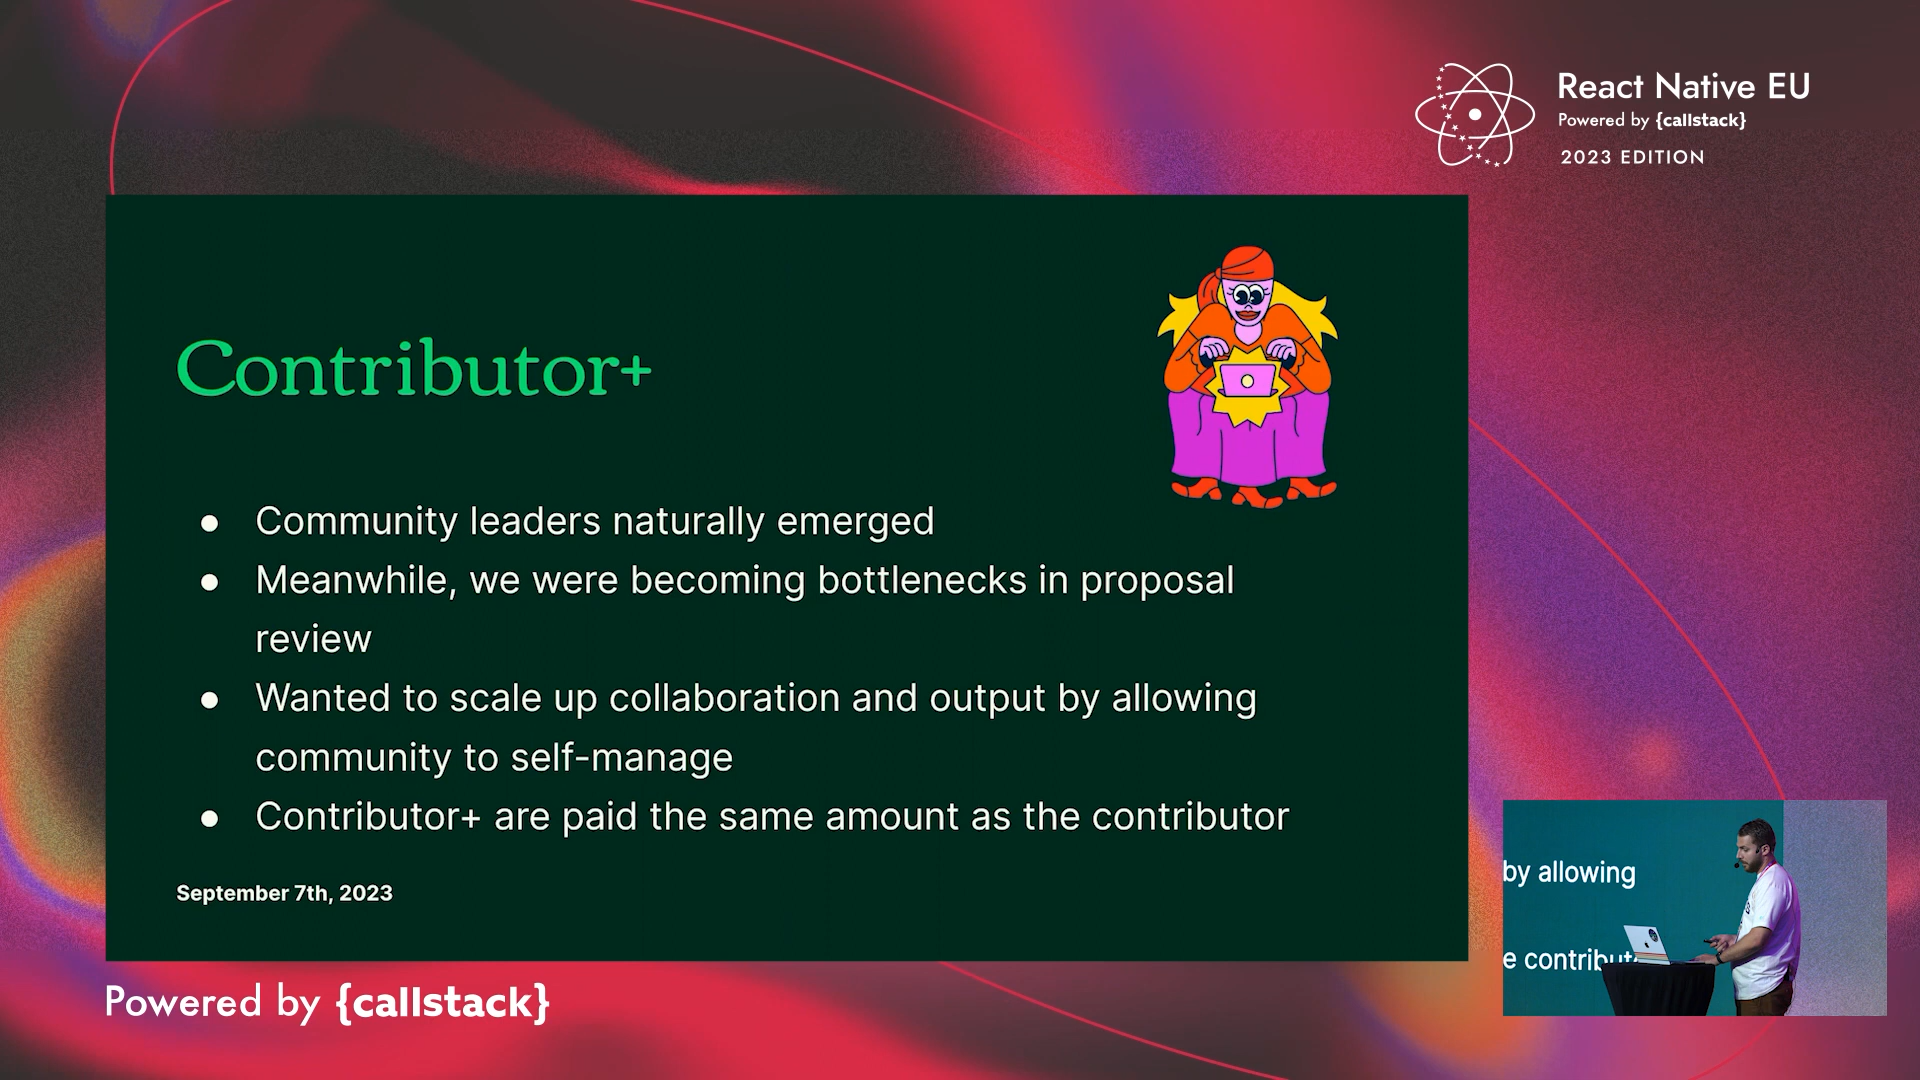 React Native EU
Powered by {callstack}
2023 EDITION
Contributor+
● Community leaders naturally emerged
● Meanwhile, we were becoming bottlenecks in proposal
review
● Wanted to scale up collaboration and output by allowing
community to self-manage
● Contributor+ are paid the same amount as the contributor
September 7th, 2023
by allowing
e contribut
Powered by {callstack}